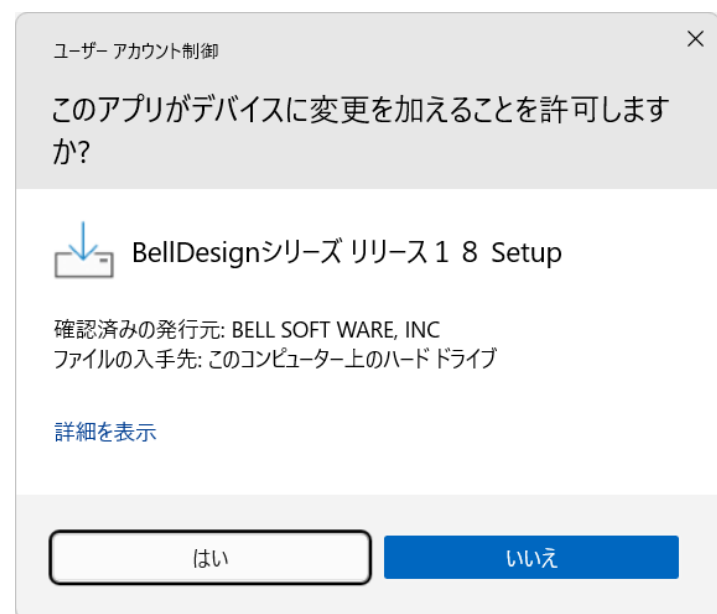 ユーザー アカウント制御
このアプリがデバイスに変更を加えることを許可します
か?
BellDesignシリーズ リリース１８ Setup
確認済みの発行元: BELL SOFT WARE, INC
ファイルの入手先: このコンピューター上のハード ドライブ
詳細を表示
はい
いいえ